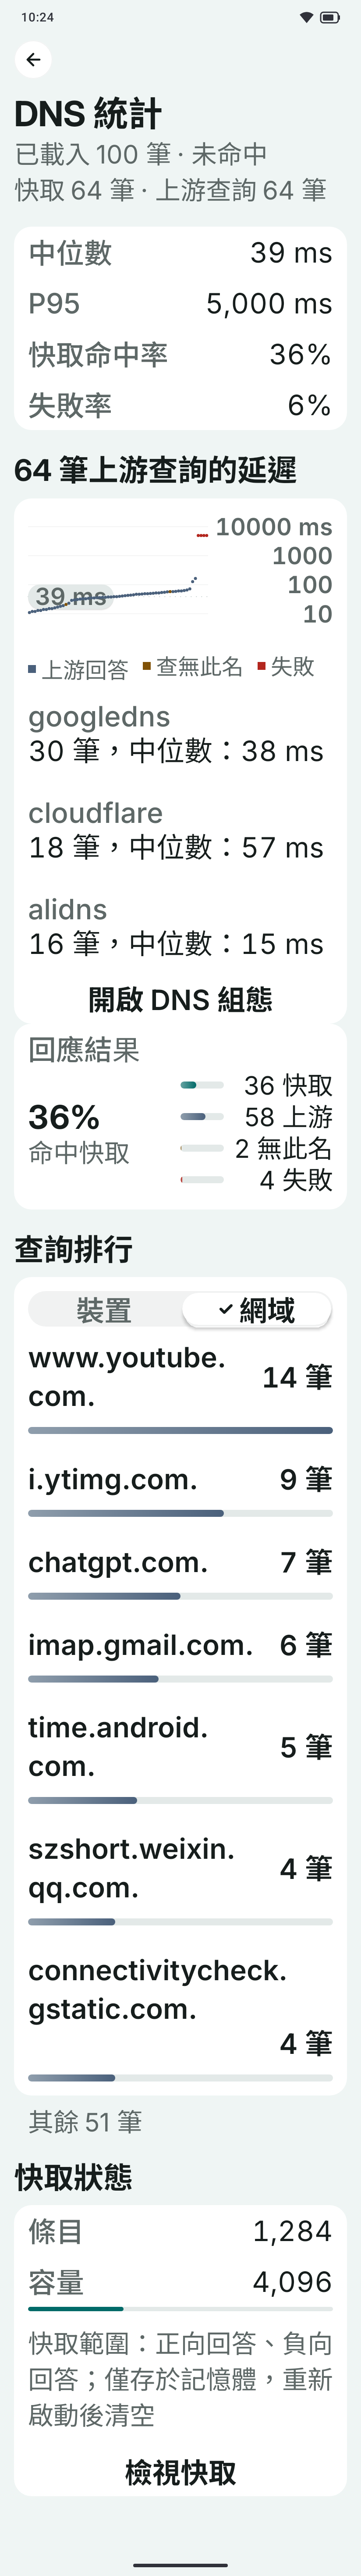 10:24
DNS 統計
已載入 100 筆 · 未命中
快取 64 筆 · 上游查詢 64 筆
中位數 39 ms
P95 5,000 ms
快取命中率 36%
失敗率 6%
64 筆上游查詢的延遲
10000 ms
1000
100
10
39 ms
上游回答 查無此名 失敗
googledns
30 筆，中位數：38 ms
cloudflare
18 筆，中位數：57 ms
alidns
16 筆，中位數：15 ms
開啟 DNS 組態
回應結果
36%
命中快取
36 快取
58 上游
2 無此名
4 失敗
查詢排行
裝置 網域
www.youtube.
com.
14 筆
i.ytimg.com. 9 筆
chatgpt.com. 7 筆
imap.gmail.com. 6 筆
time.android.
com.
5 筆
szshort.weixin.
qq.com.
4 筆
connectivitycheck.
gstatic.com.
4 筆
其餘 51 筆
快取狀態
條目 1,284
容量 4,096
快取範圍：正向回答、負向
回答；僅存於記憶體，重新
啟動後清空
檢視快取